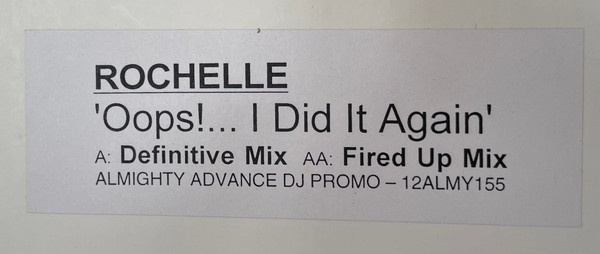 ROCHELLE
'Oops!... I Did It Again'
A: Definitive Mix AA: Fired Up Mix
ALMIGHTY ADVANCE DJ PROMO – 12ALMY155